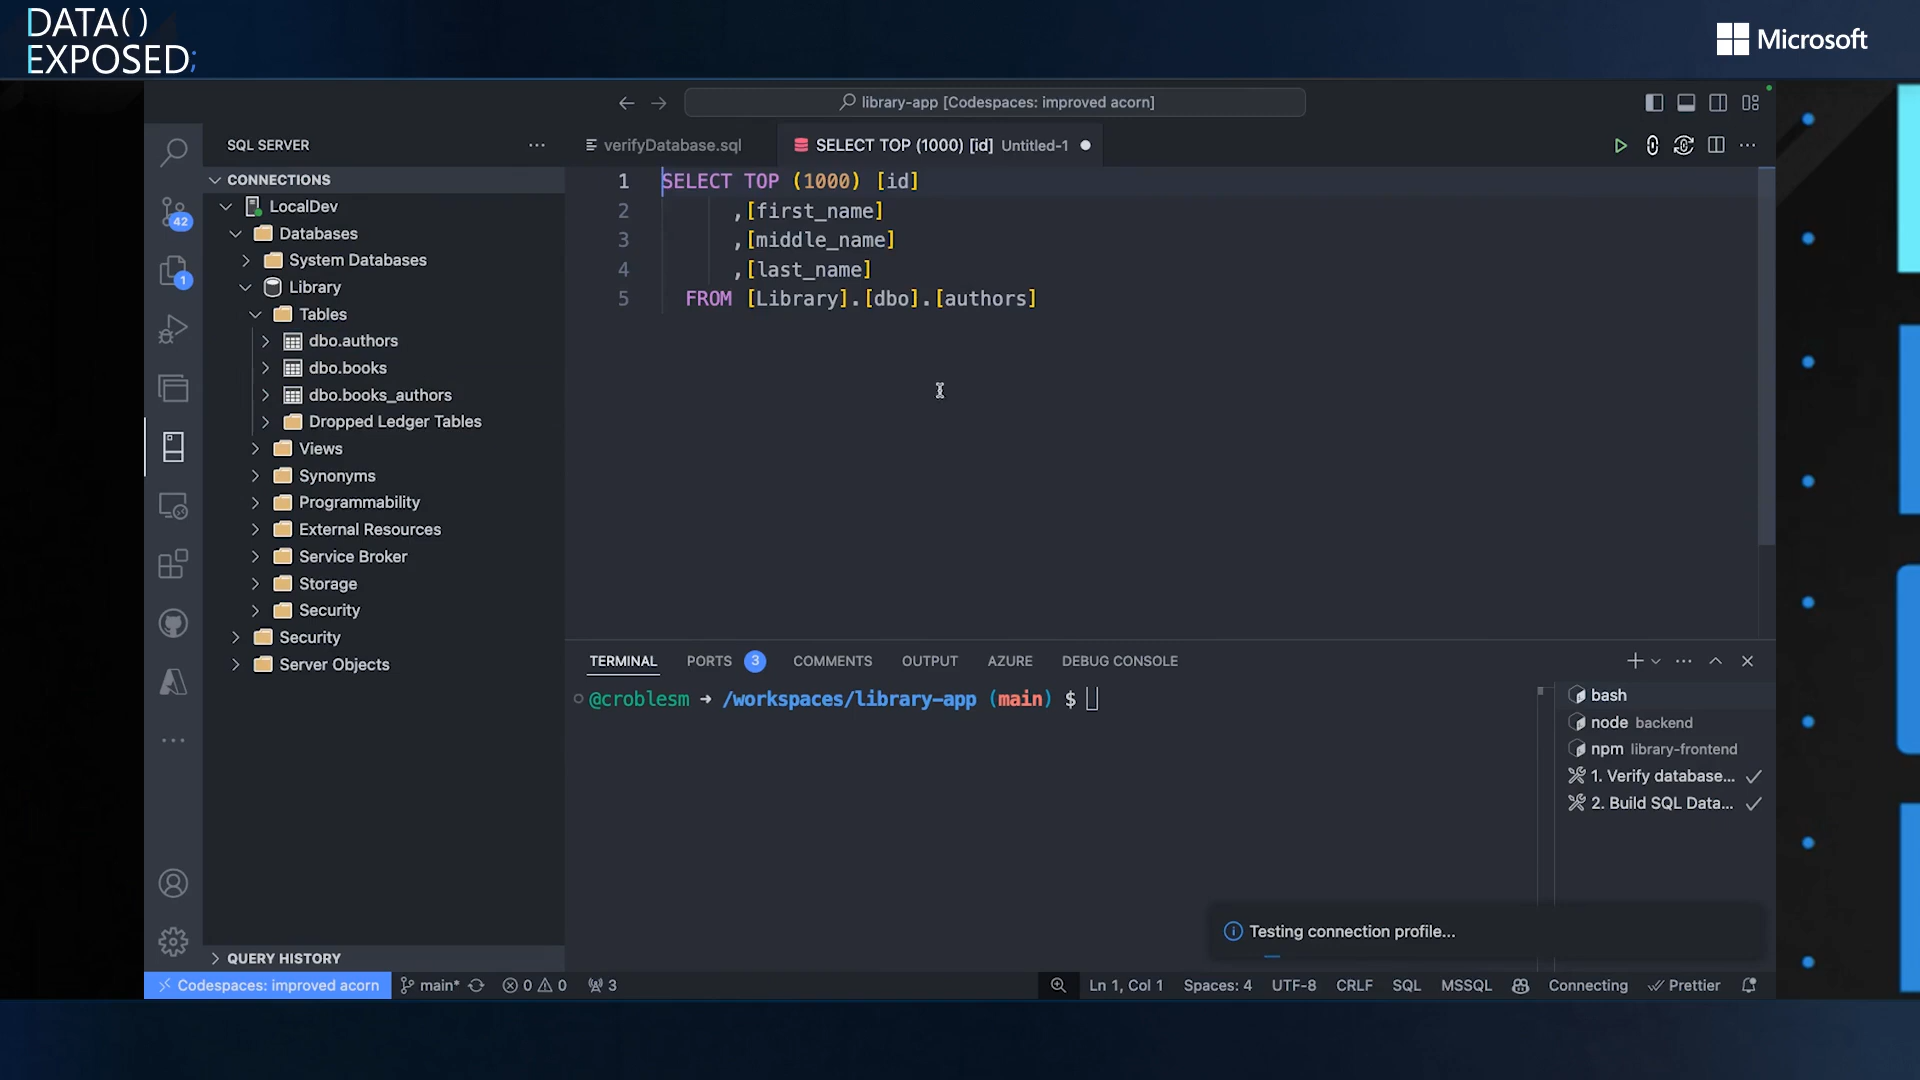 DATA()
EXPOSED;
Microsoft
library-app [Codespaces: improved acorn]
SQL SERVER
verifyDatabase.sql
SELECT TOP (1000) [id] Untitled-1
CONNECTIONS
LocalDev
Databases
System Databases
Library
Tables
dbo.authors
dbo.books
dbo.books_authors
Dropped Ledger Tables
Views
Synonyms
Programmability
External Resources
Service Broker
Storage
Security
Security
Server Objects
QUERY HISTORY
42
1
1 SELECT TOP (1000) [id]
2 ,[first_name]
3 ,[middle_name]
4 ,[last_name]
5 FROM [Library].[dbo].[authors]
TERMINAL PORTS 3 COMMENTS OUTPUT AZURE DEBUG CONSOLE
@croblesm → /workspaces/library-app (main) $
bash
node backend
npm library-frontend
1. Verify database...
2. Build SQL Data...
Testing connection profile...
Codespaces: improved acorn main* 0 0 3 Ln 1, Col 1 Spaces: 4 UTF-8 CRLF SQL MSSQL Connecting Prettier